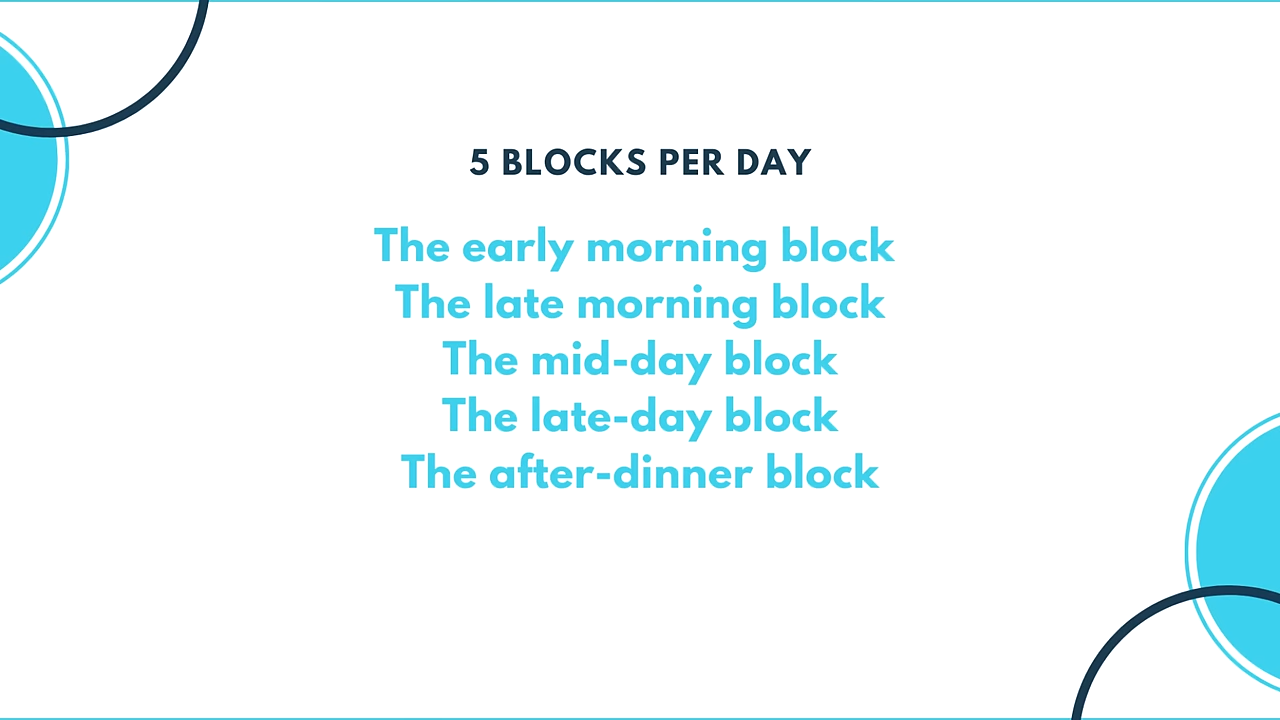 5 BLOCKS PER DAY
The early morning block
The late morning block
The mid-day block
The late-day block
The after-dinner block